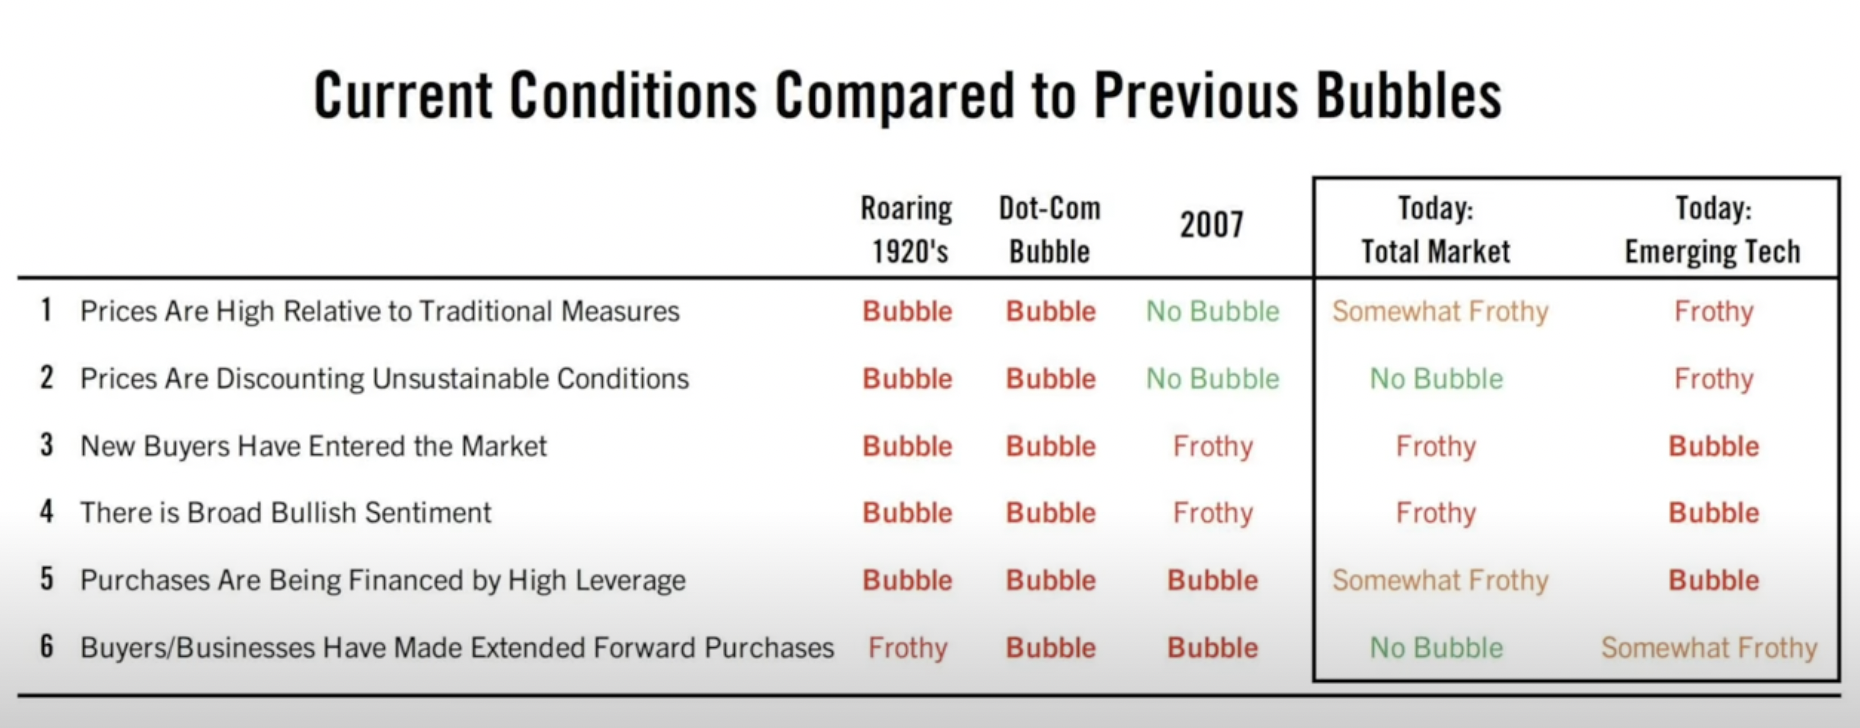 Current Conditions Compared to Previous Bubbles
Roaring 1920's Dot-Com Bubble 2007 Today: Total Market Today: Emerging Tech
1 Prices Are High Relative to Traditional Measures Bubble Bubble No Bubble Somewhat Frothy Frothy
2 Prices Are Discounting Unsustainable Conditions Bubble Bubble No Bubble No Bubble Frothy
3 New Buyers Have Entered the Market Bubble Bubble Frothy Frothy Bubble
4 There is Broad Bullish Sentiment Bubble Bubble Frothy Frothy Bubble
5 Purchases Are Being Financed by High Leverage Bubble Bubble Bubble Somewhat Frothy Bubble
6 Buyers/Businesses Have Made Extended Forward Purchases Frothy Bubble Bubble No Bubble Somewhat Frothy